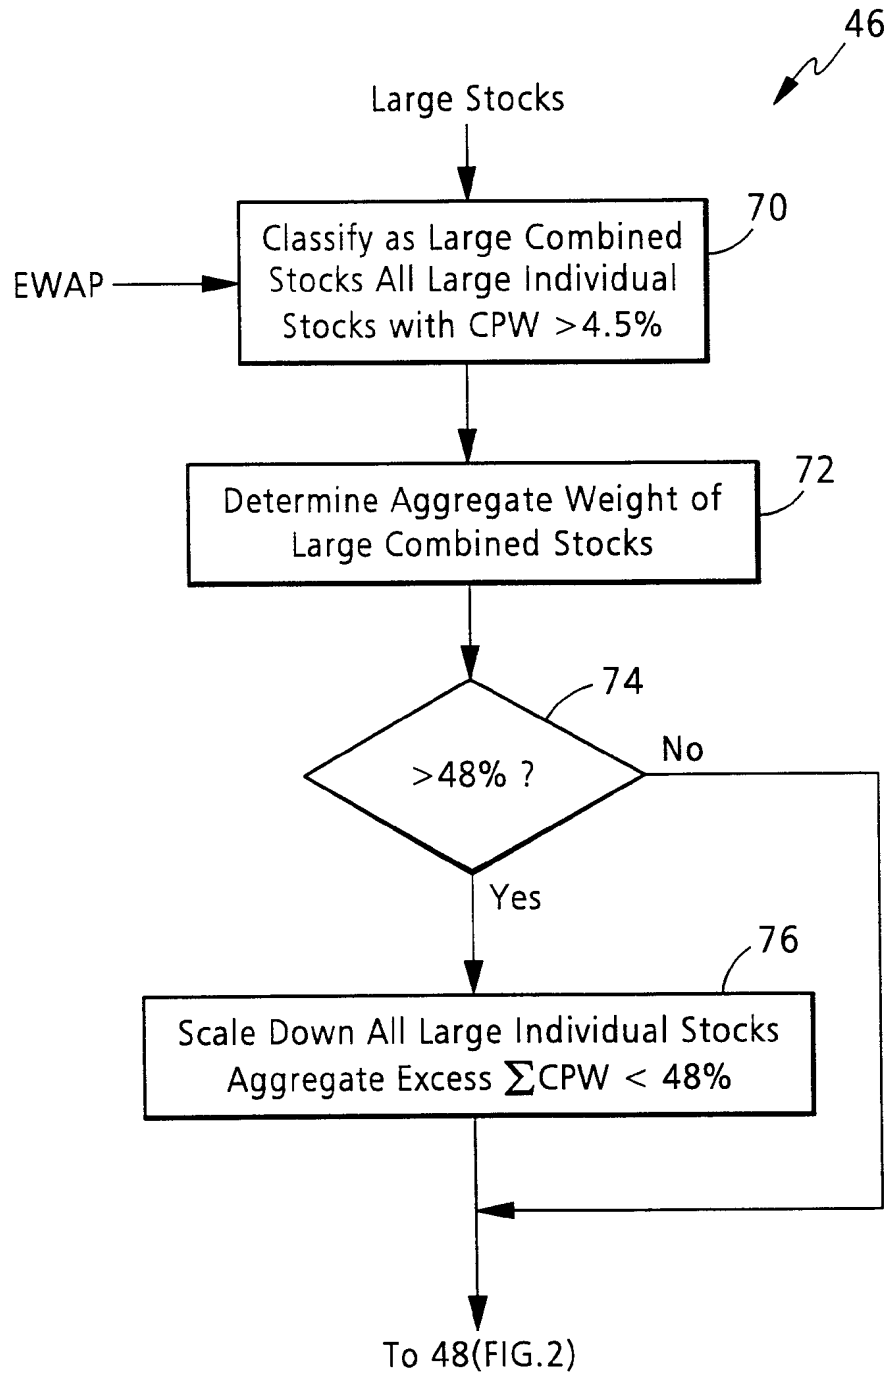 46
Large Stocks
70
Classify as Large Combined
Stocks All Large Individual
Stocks with CPW >4.5%
EWAP
72
Determine Aggregate Weight of
Large Combined Stocks
74
>48% ?
No
Yes
76
Scale Down All Large Individual Stocks
Aggregate Excess ∑CPW < 48%
To 48(FIG.2)